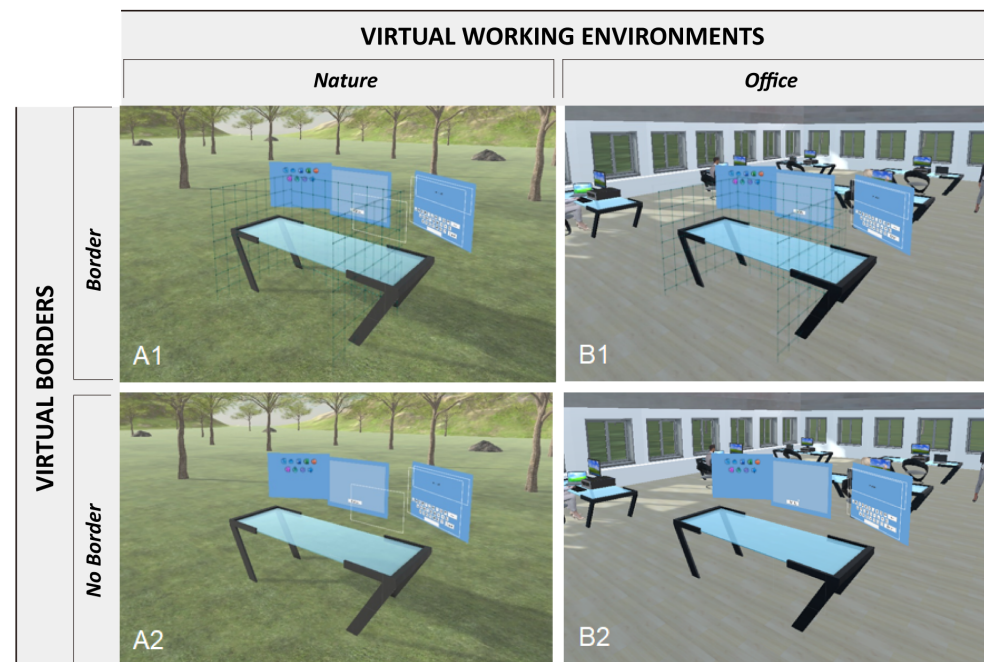 VIRTUAL WORKING ENVIRONMENTS
Nature
Office
VIRTUAL BORDERS
Border
A1
B1
No Border
A2
B2